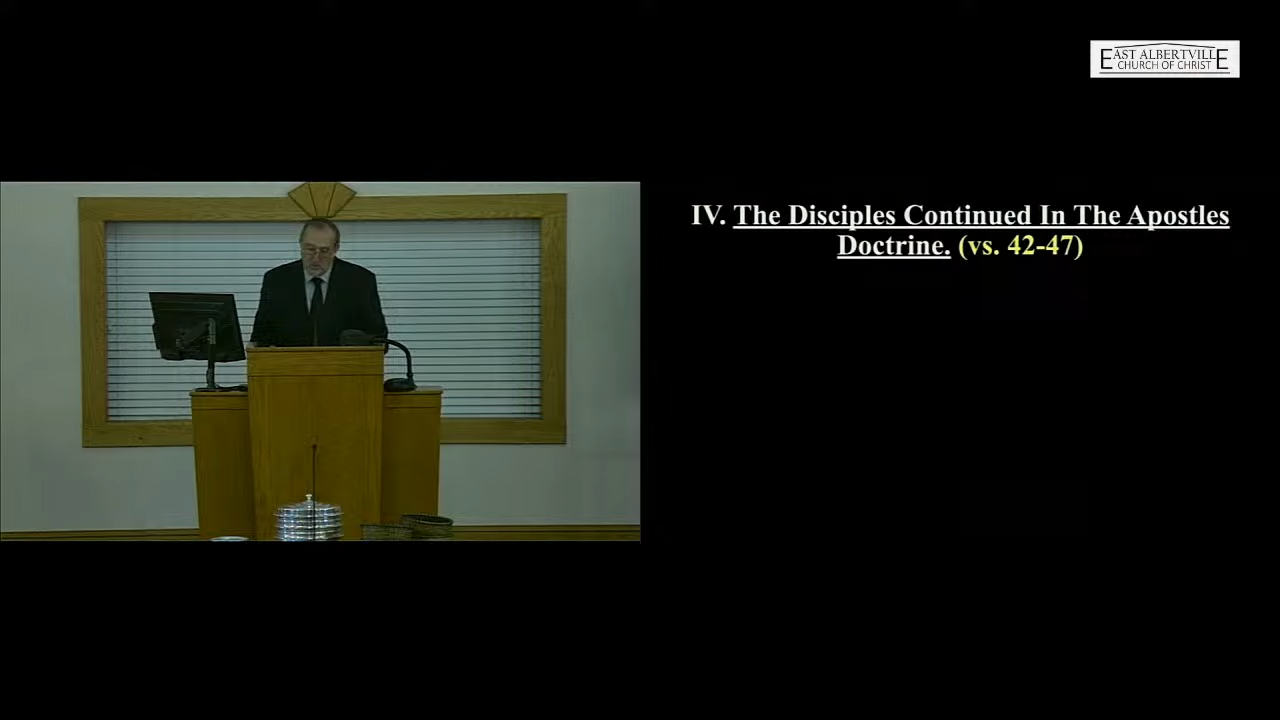 EAST ALBERTVILLE
CHURCH OF CHRIST
IV. The Disciples Continued In The Apostles
Doctrine. (vs. 42-47)